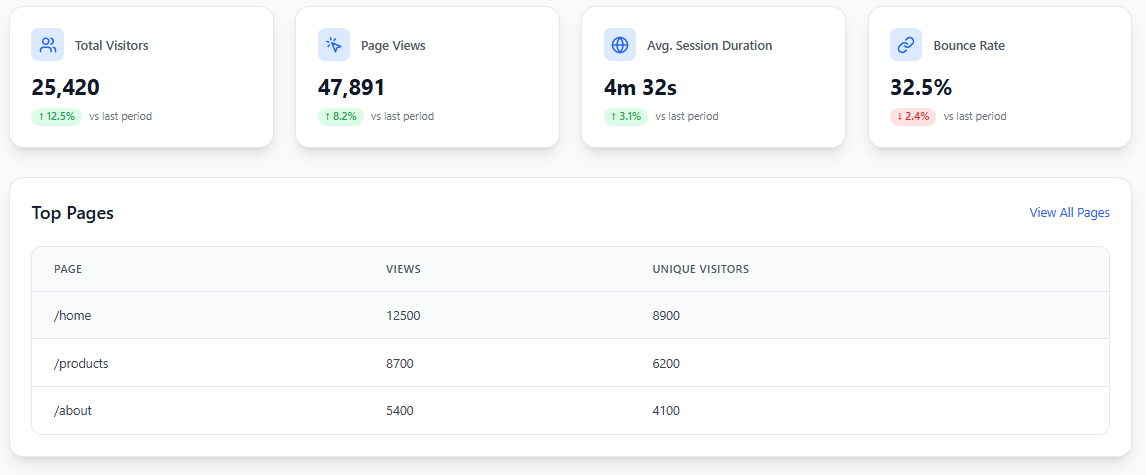 Total Visitors
25,420
↑ 12.5% vs last period
Page Views
47,891
↑ 8.2% vs last period
Avg. Session Duration
4m 32s
↑ 3.1% vs last period
Bounce Rate
32.5%
↓ 2.4% vs last period
Top Pages
View All Pages
PAGE VIEWS UNIQUE VISITORS
/home 12500 8900
/products 8700 6200
/about 5400 4100